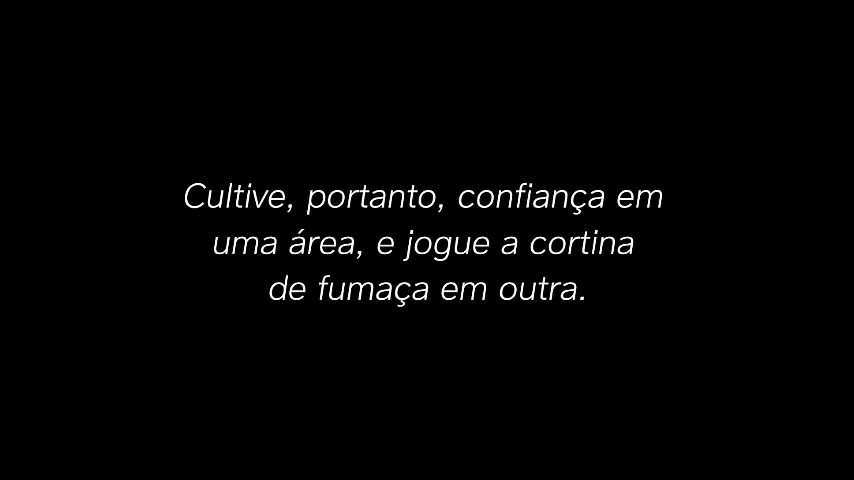 Cultive, portanto, confiança em
uma área, e jogue a cortina
de fumaça em outra.